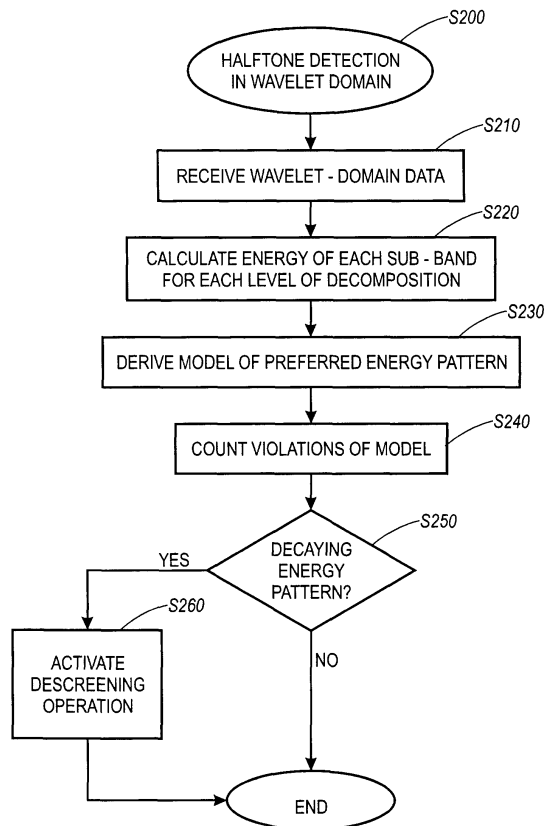 S200
HALFTONE DETECTION
IN WAVELET DOMAIN
S210
RECEIVE WAVELET - DOMAIN DATA
S220
CALCULATE ENERGY OF EACH SUB - BAND
FOR EACH LEVEL OF DECOMPOSITION
S230
DERIVE MODEL OF PREFERRED ENERGY PATTERN
S240
COUNT VIOLATIONS OF MODEL
S250
DECAYING
ENERGY
PATTERN?
YES
S260
ACTIVATE
DESCREENING
OPERATION
NO
END